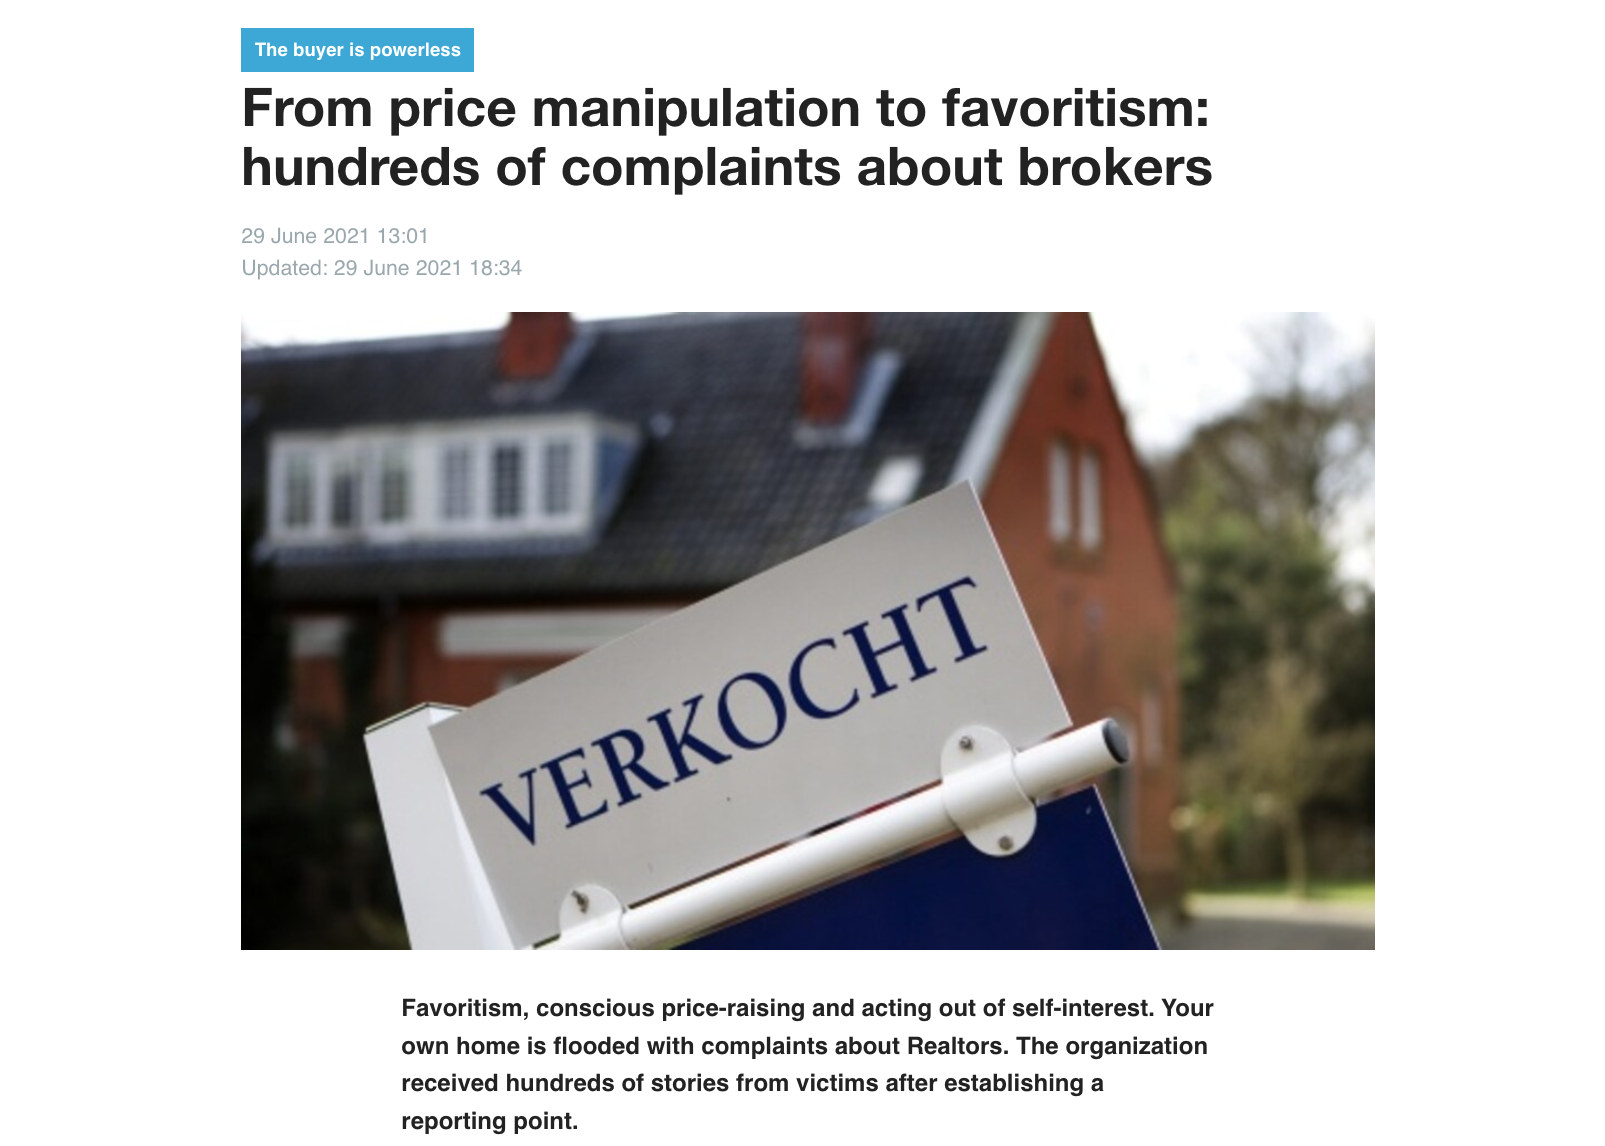 The buyer is powerless
From price manipulation to favoritism:
hundreds of complaints about brokers
29 June 2021 13:01
Updated: 29 June 2021 18:34
VERKOCHT
Favoritism, conscious price-raising and acting out of self-interest. Your
own home is flooded with complaints about Realtors. The organization
received hundreds of stories from victims after establishing a
reporting point.